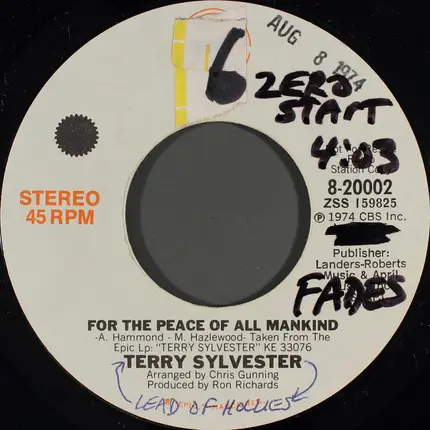 6
AUG 8 1974
ZERO
START
4:03
Station Copy
STEREO
45 RPM
8-20002
ZSS 159825
℗ 1974 CBS Inc.
Publisher:
Landers-Roberts
Music & April
FADES
FOR THE PEACE OF ALL MANKIND
-A. Hammond - M. Hazlewood- Taken From The
Epic Lp: "TERRY SYLVESTER" KE 33076
TERRY SYLVESTER
Arranged by Chris Gunning
Produced by Ron Richards
LEAD OF HOLLIES